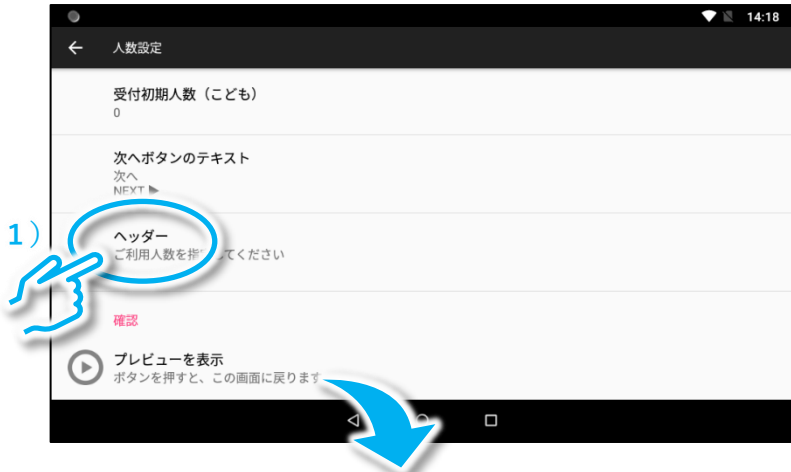 14:18
人数設定
受付初期人数（こども）
0
次へボタンのテキスト
次へ
NEXT ▶
1）
ヘッダー
ご利用人数を指 してください
確認
プレビューを表示
ボタンを押すと、この画面に戻ります